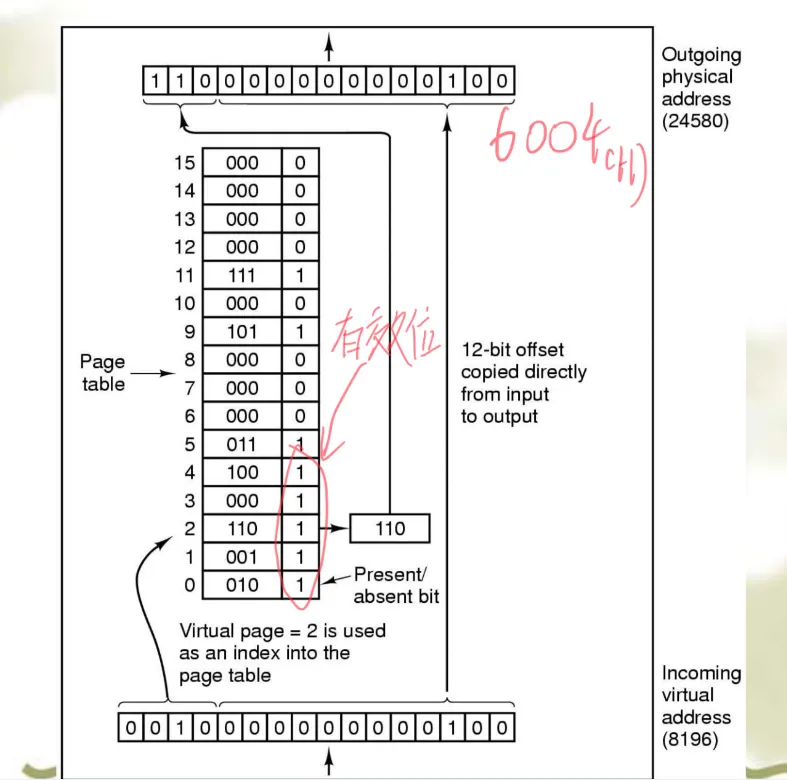 1 1 0 0 0 0 0 0 0 0 0 0 1 0 0
Outgoing
physical
address
(24580)
6004(H)
15 000 0
14 000 0
13 000 0
12 000 0
11 111 1
10 000 0
9 101 1
8 000 0
7 000 0
6 000 0
5 011 1
4 100 1
3 000 1
2 110 1
1 001 1
0 010 1
有效位
Page
table
12-bit offset
copied directly
from input
to output
110
Present/
absent bit
Virtual page = 2 is used
as an index into the
page table
0 0 1 0 0 0 0 0 0 0 0 0 0 1 0 0
Incoming
virtual
address
(8196)